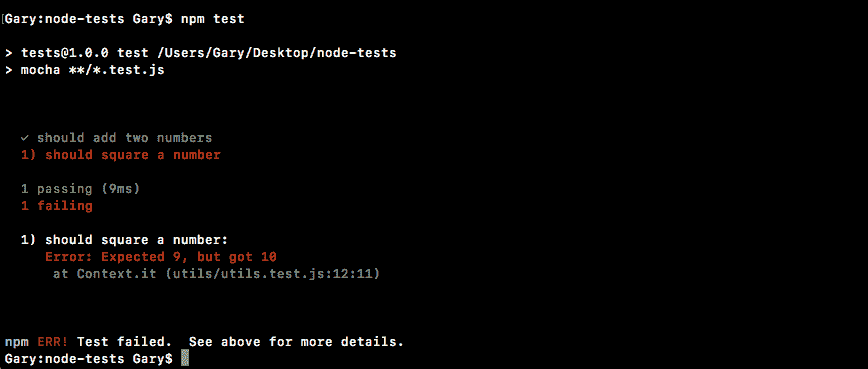 Gary:node-tests Gary$ npm test
> tests@1.0.0 test /Users/Gary/Desktop/node-tests
> mocha **/*.test.js
✓ should add two numbers
1) should square a number
1 passing (9ms)
1 failing
1) should square a number:
Error: Expected 9, but got 10
at Context.it (utils/utils.test.js:12:11)
npm ERR! Test failed.  See above for more details.
Gary:node-tests Gary$